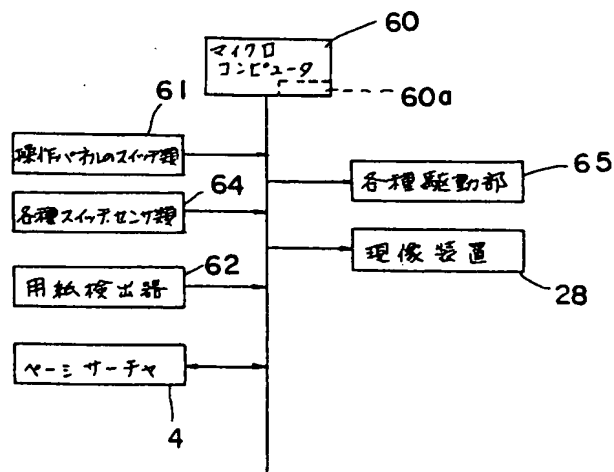 60
マイクロ
コンピュータ
60a
61
操作パネルのスイッチ類
65
各種駆動部
64
各種スイッチ.センサ類
62
現像装置
用紙検出器
28
ページサーチャ
4